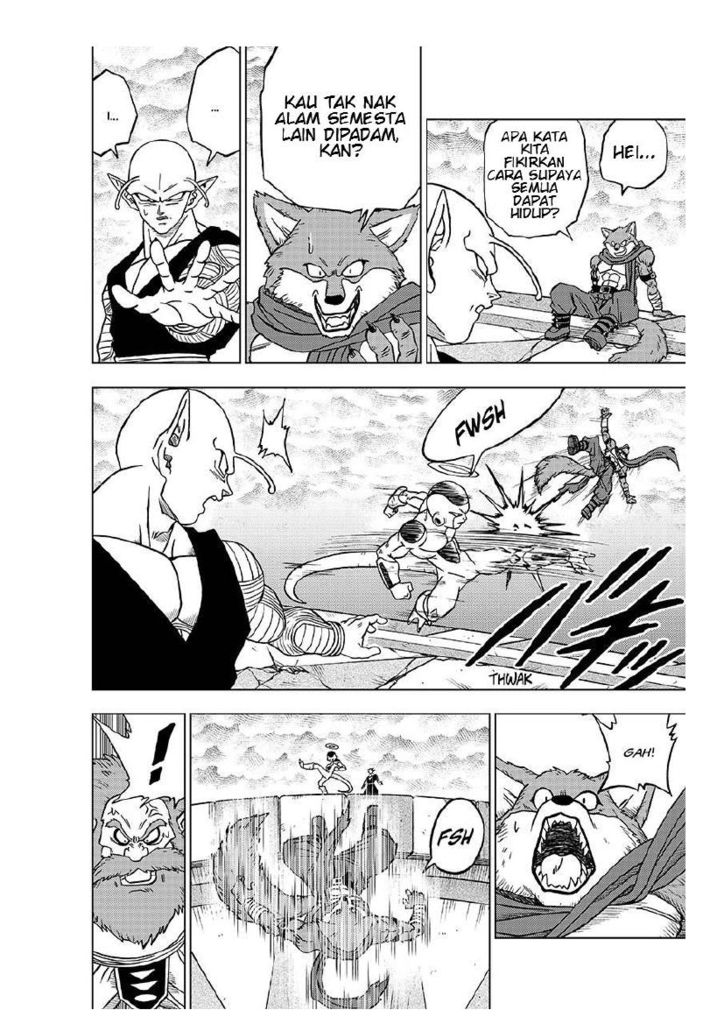 HEI...
APA KATA
KITA
FIKIRKAN
CARA SUPAYA
SEMUA
DAPAT
HIDUP?
KAU TAK NAK
ALAM SEMESTA
LAIN DIPADAM,
KAN?
...
I...
FWSH
THWAK
GAH!
FSH
!